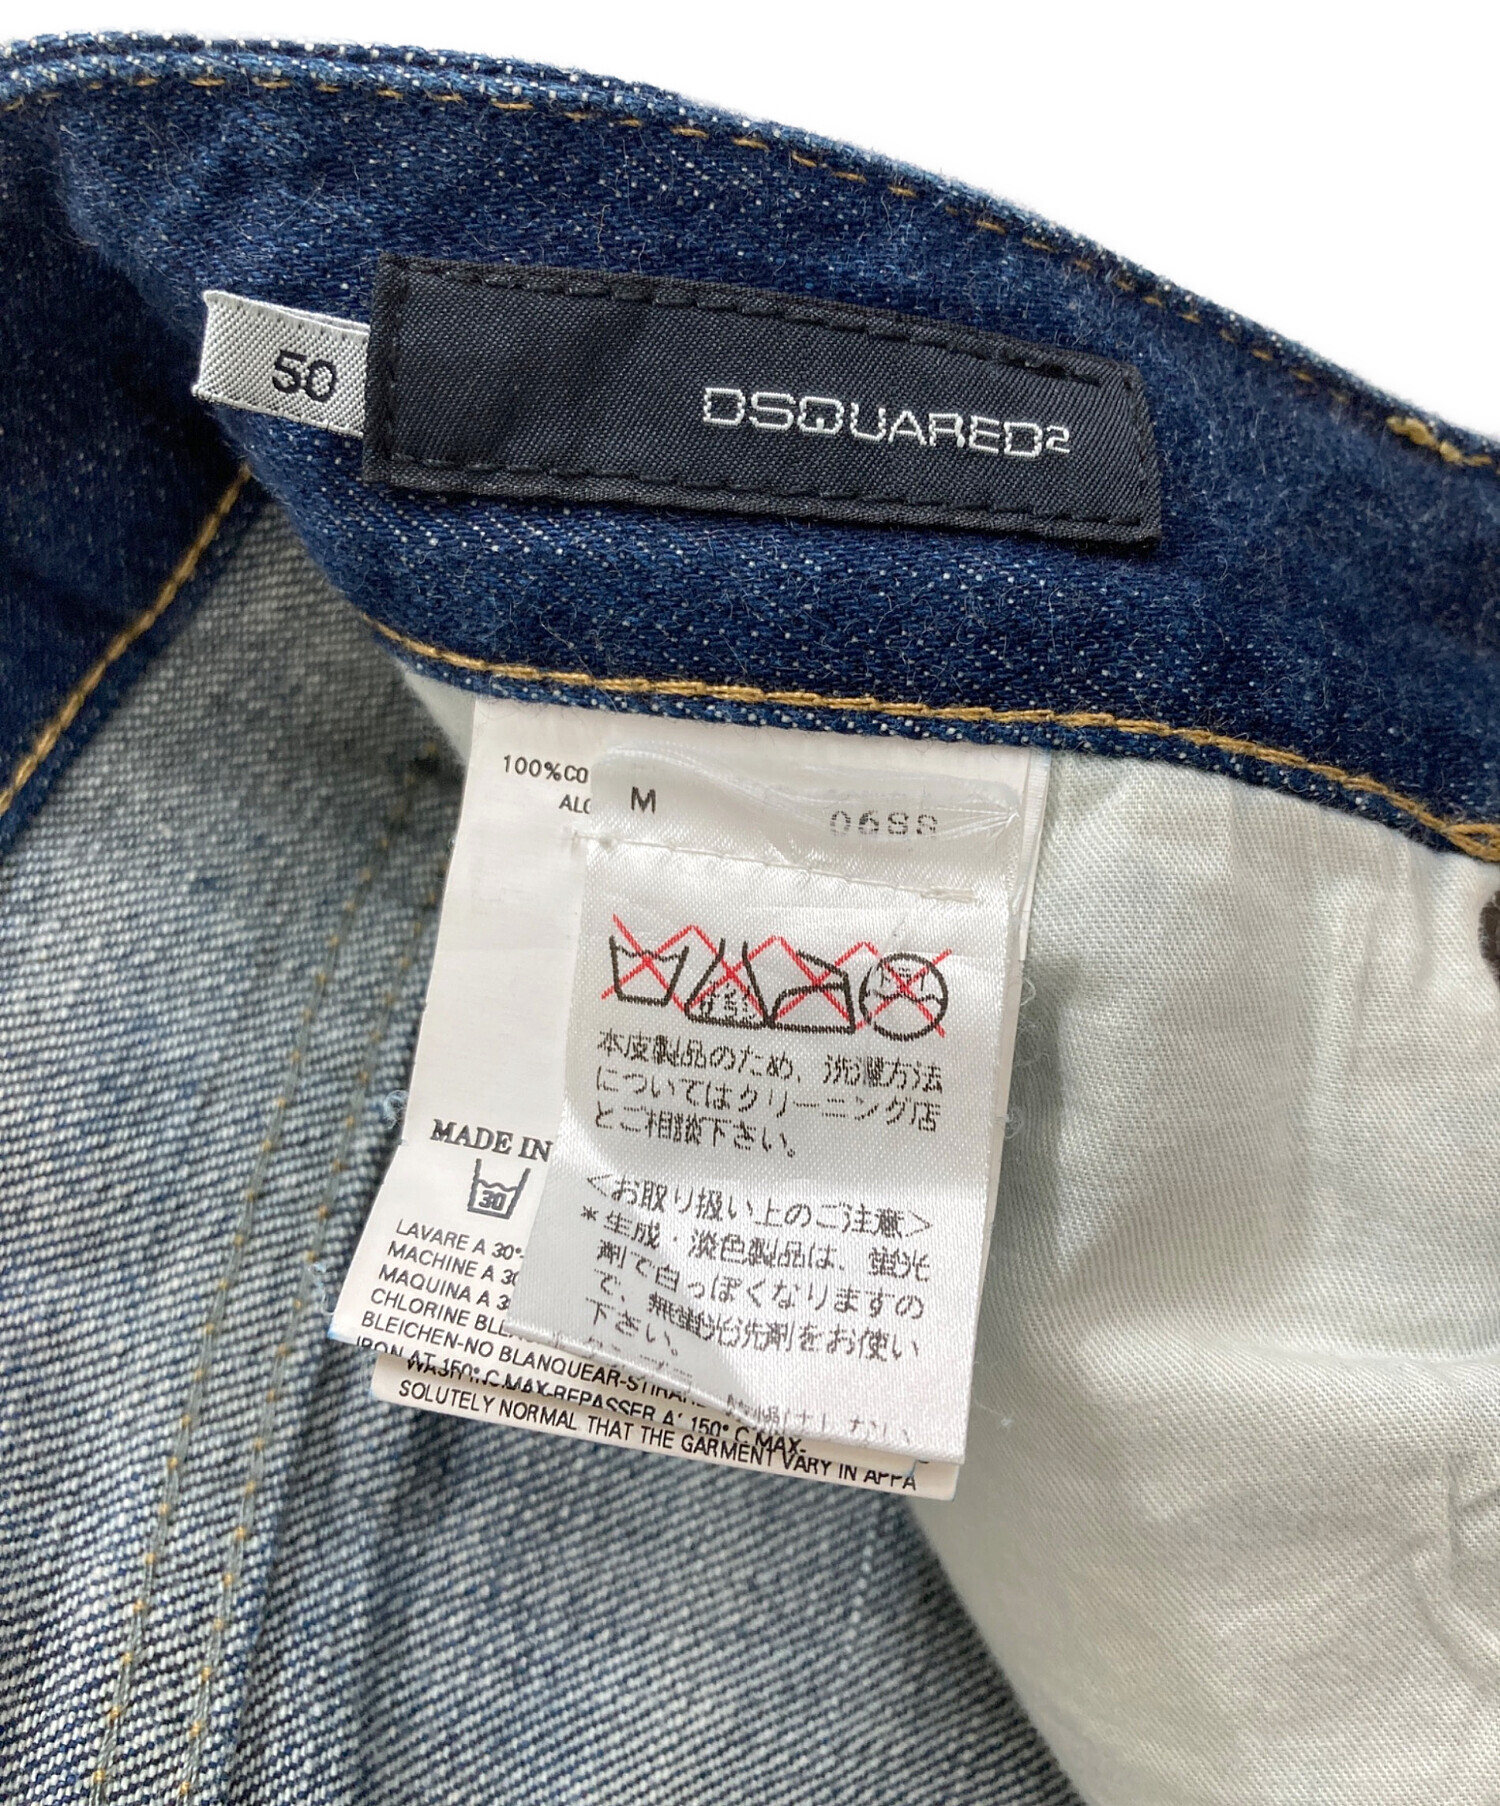 50
DSQUARED2
100%CO
ALC
M
0688
30
ドライ
本皮製品のため、洗濯方法
についてはクリーニング店
とご相談下さい。
<お取り扱い上のご注意>
*生成・淡色製品は、蛍光
剤で白っぽくなりますの
で、無蛍光洗剤をお使い
下さい。
MADE IN
LAVARE A 30°
MACHINE A 30
MAQUINA A 3
CHLORINE BLE
BLEICHEN-NO BLANQUEAR-STIRA
IRON AT 150° C.MAX-REPASSER A' 150° C MAX-
SOLUTELY NORMAL THAT THE GARMENT VARY IN APPA